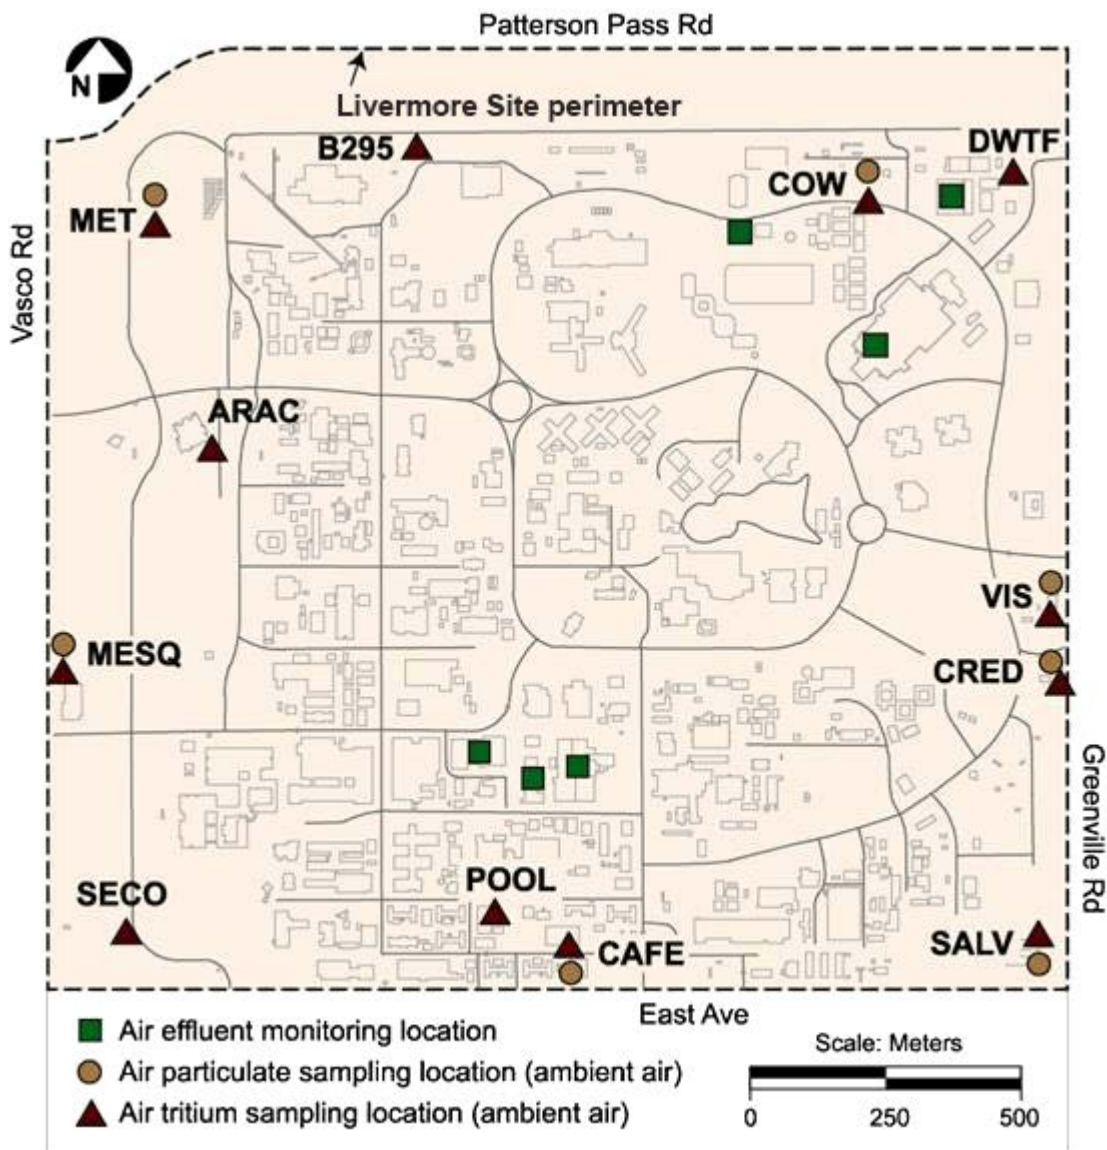 Patterson Pass Rd
N
Livermore Site perimeter
B295
DWTF
COW
MET
Vasco Rd
ARAC
VIS
MESQ
CRED
Greenville Rd
SECO
POOL
CAFE
SALV
East Ave
Air effluent monitoring location
Air particulate sampling location (ambient air)
Air tritium sampling location (ambient air)
Scale: Meters
0 250 500